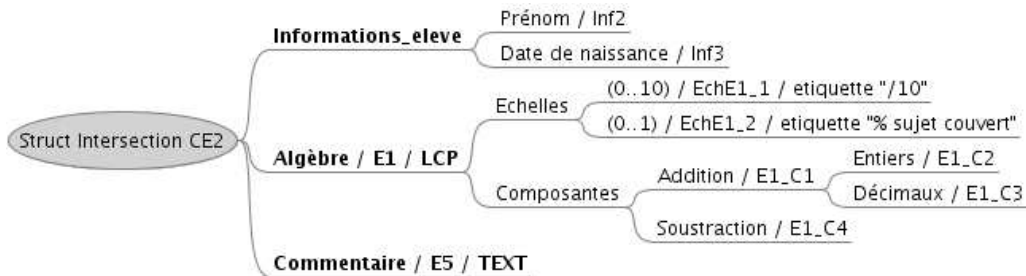 Struct Intersection CE2
Informations_eleve
Prénom / Inf2
Date de naissance / Inf3
Algèbre / E1 / LCP
Echelles
(0..10) / EchE1_1 / etiquette "/10"
(0..1) / EchE1_2 / etiquette "% sujet couvert"
Composantes
Addition / E1_C1
Entiers / E1_C2
Décimaux / E1_C3
Soustraction / E1_C4
Commentaire / E5 / TEXT